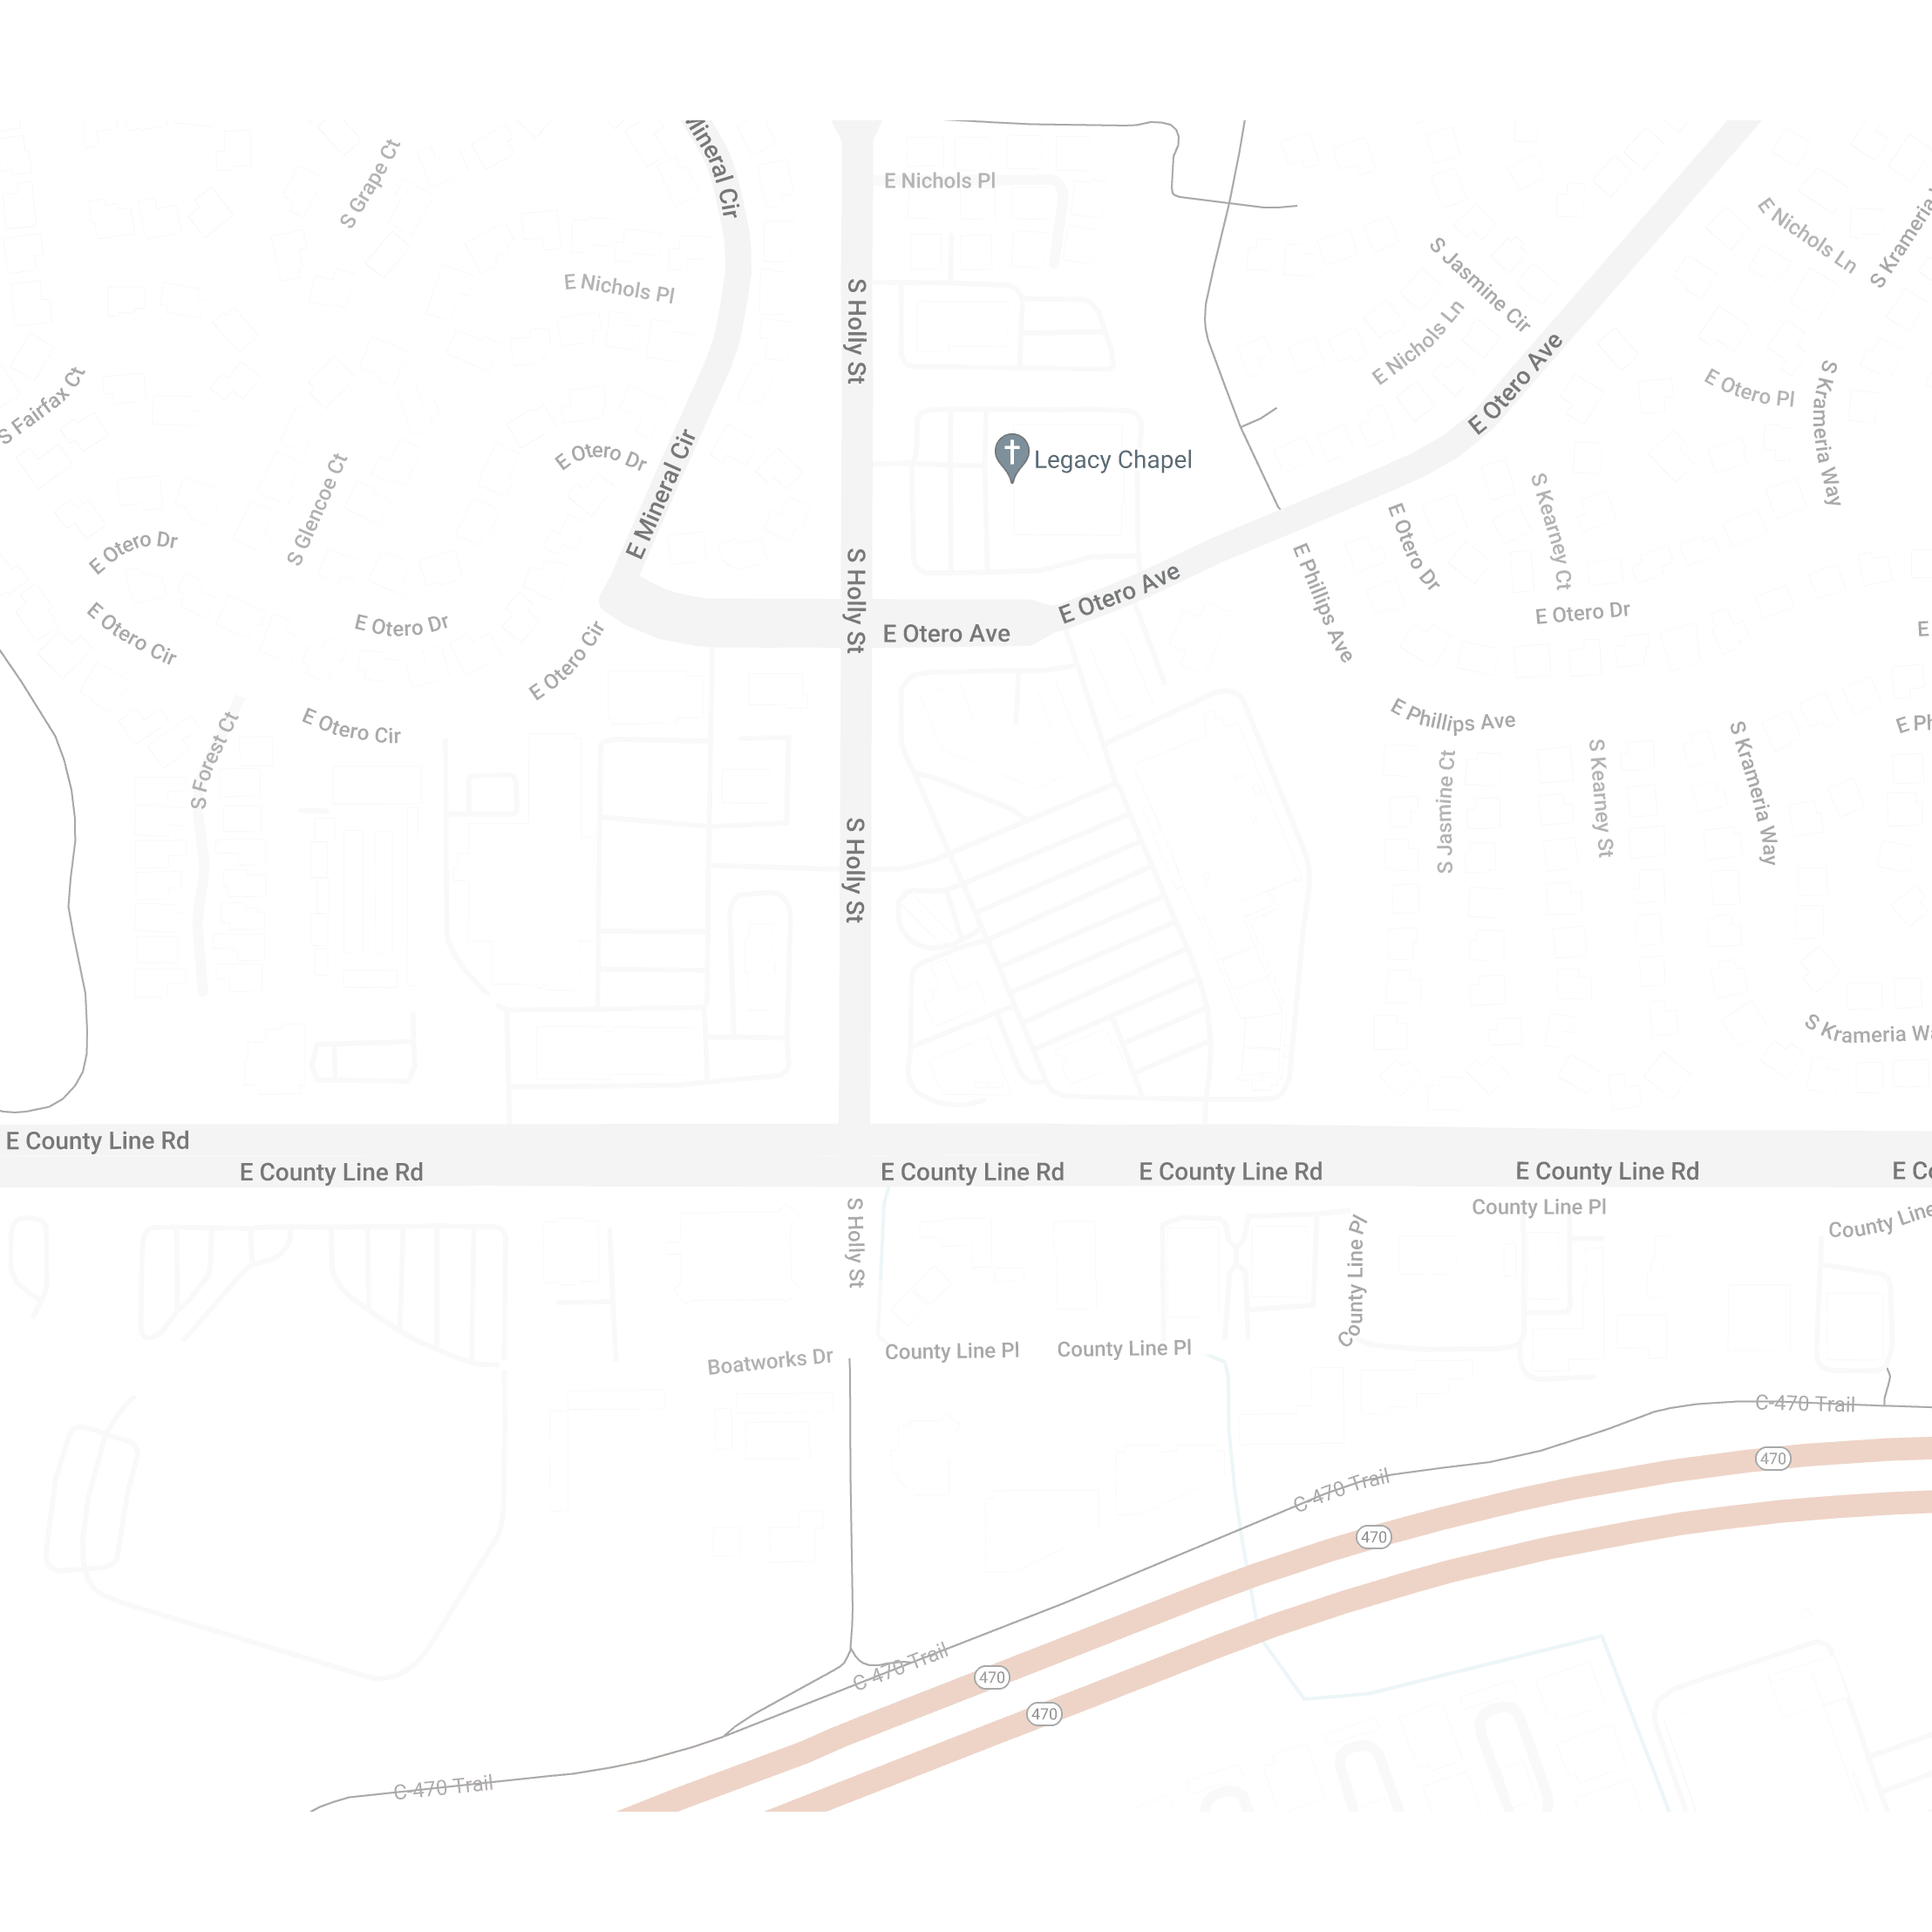 Mineral Cir
S Grape Ct
E Nichols Pl
E Nichols Ln
S Krameria
S Jasmine Cir
E Nichols Pl
S Holly St
E Nichols Ln
E Otero Ave
S Fairfax Ct
E Otero Pl
S Krameria Way
E Otero Dr
E Mineral Cir
Legacy Chapel
S Glencoe Ct
E Otero Dr
S Kearney Ct
E Otero Dr
E Phillips Ave
S Holly St
E Otero Ave
E Otero Dr
E Otero Cir
E Otero Dr
E Otero Cir
E Otero Ave
E
E Otero Cir
S Forest Ct
E Phillips Ave
E Ph
S Jasmine Ct
S Kearney St
S Krameria Way
S Holly St
S Krameria Wa
E County Line Rd
E County Line Rd
E County Line Rd
E County Line Rd
E County Line Rd
E Co
S Holly St
County Line Pl
County Line
County Line Pl
Boatworks Dr
County Line Pl
County Line Pl
C-470 Trail
470
C-470 Trail
470
C-470 Trail
470
470
C-470 Trail